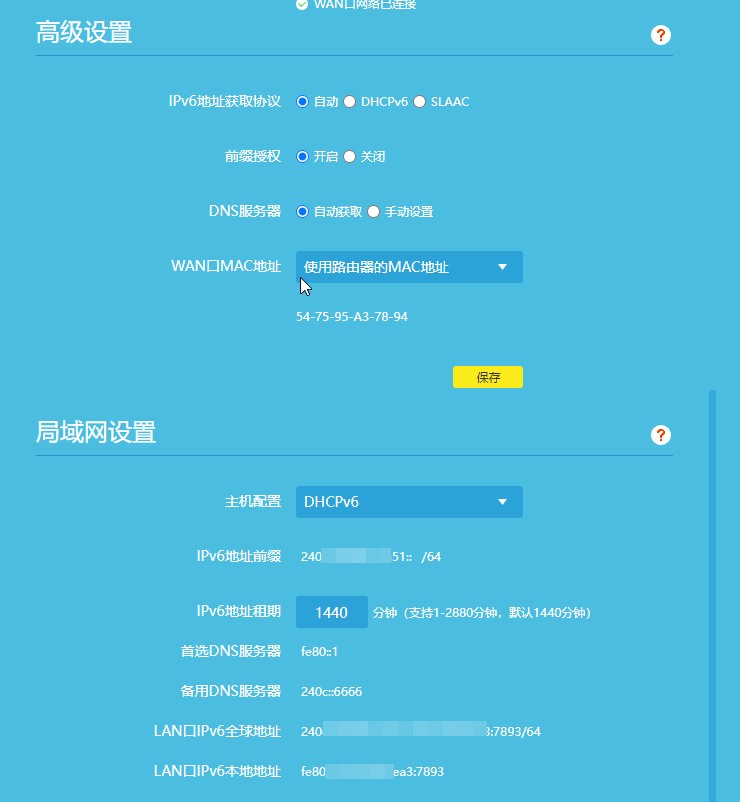 WAN口网络已连接
高级设置
?
IPv6地址获取协议 自动 DHCPv6 SLAAC
前缀授权 开启 关闭
DNS服务器 自动获取 手动设置
WAN口MAC地址 使用路由器的MAC地址
54-75-95-A3-78-94
保存
局域网设置
?
主机配置 DHCPv6
IPv6地址前缀 240 51:: /64
IPv6地址租期 1440 分钟（支持1-2880分钟，默认1440分钟）
首选DNS服务器 fe80::1
备用DNS服务器 240c::6666
LAN口IPv6全球地址 240 :7893/64
LAN口IPv6本地地址 fe80 ea3:7893